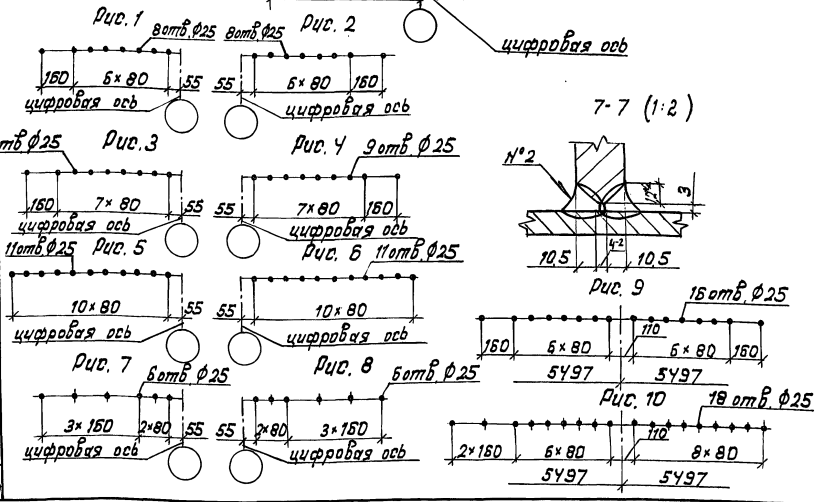 цифровая ось
Рис. 1
8отв. Ф25
160
6×80
55
цифровая ось
Рис. 2
8отв. Ф25
55
6×80
160
цифровая ось
7-7 (1:2)
№2
3
4-2
10,5
10,5
Рис. 3
тв. Ф25
160
7×80
55
цифровая ось
Рис. 4
9отв. Ф25
55
7×80
160
цифровая ось
Рис. 5
11отв. Ф25
10×80
55
цифровая ось
Рис. 6
11отв. Ф25
55
10×80
цифровая ось
Рис. 7
6отв. Ф25
3×160
2×80
55
цифровая ось
Рис. 8
6отв. Ф25
55
2×80
3×160
цифровая ось
Рис. 9
16отв. Ф25
160
6×80
110
6×80
160
5497
5497
Рис. 10
18 отв. Ф25
2×160
6×80
110
8×80
5497
5497